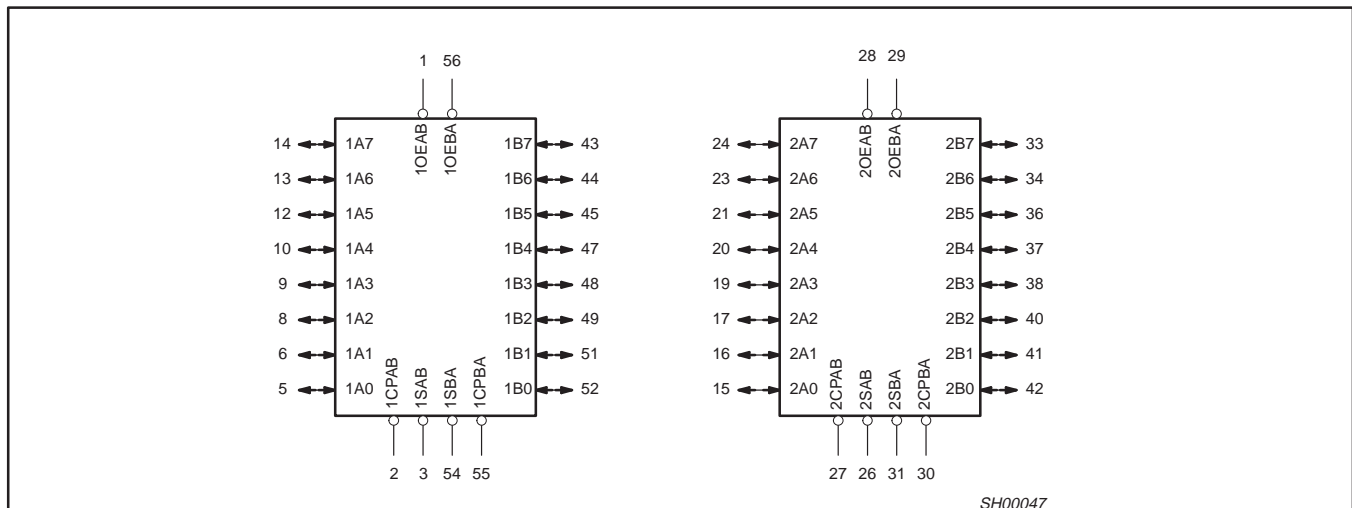 1 56
28 29
1OEAB 1OEBA
2OEAB 2OEBA
14 1A7 1B7 43
24 2A7 2B7 33
13 1A6 1B6 44
23 2A6 2B6 34
12 1A5 1B5 45
21 2A5 2B5 36
10 1A4 1B4 47
20 2A4 2B4 37
9 1A3 1B3 48
19 2A3 2B3 38
8 1A2 1B2 49
17 2A2 2B2 40
6 1A1 1B1 51
16 2A1 2B1 41
5 1A0 1B0 52
15 2A0 2B0 42
1CPAB 1SAB 1SBA 1CPBA
2CPAB 2SAB 2SBA 2CPBA
2 3 54 55
27 26 31 30
SH00047